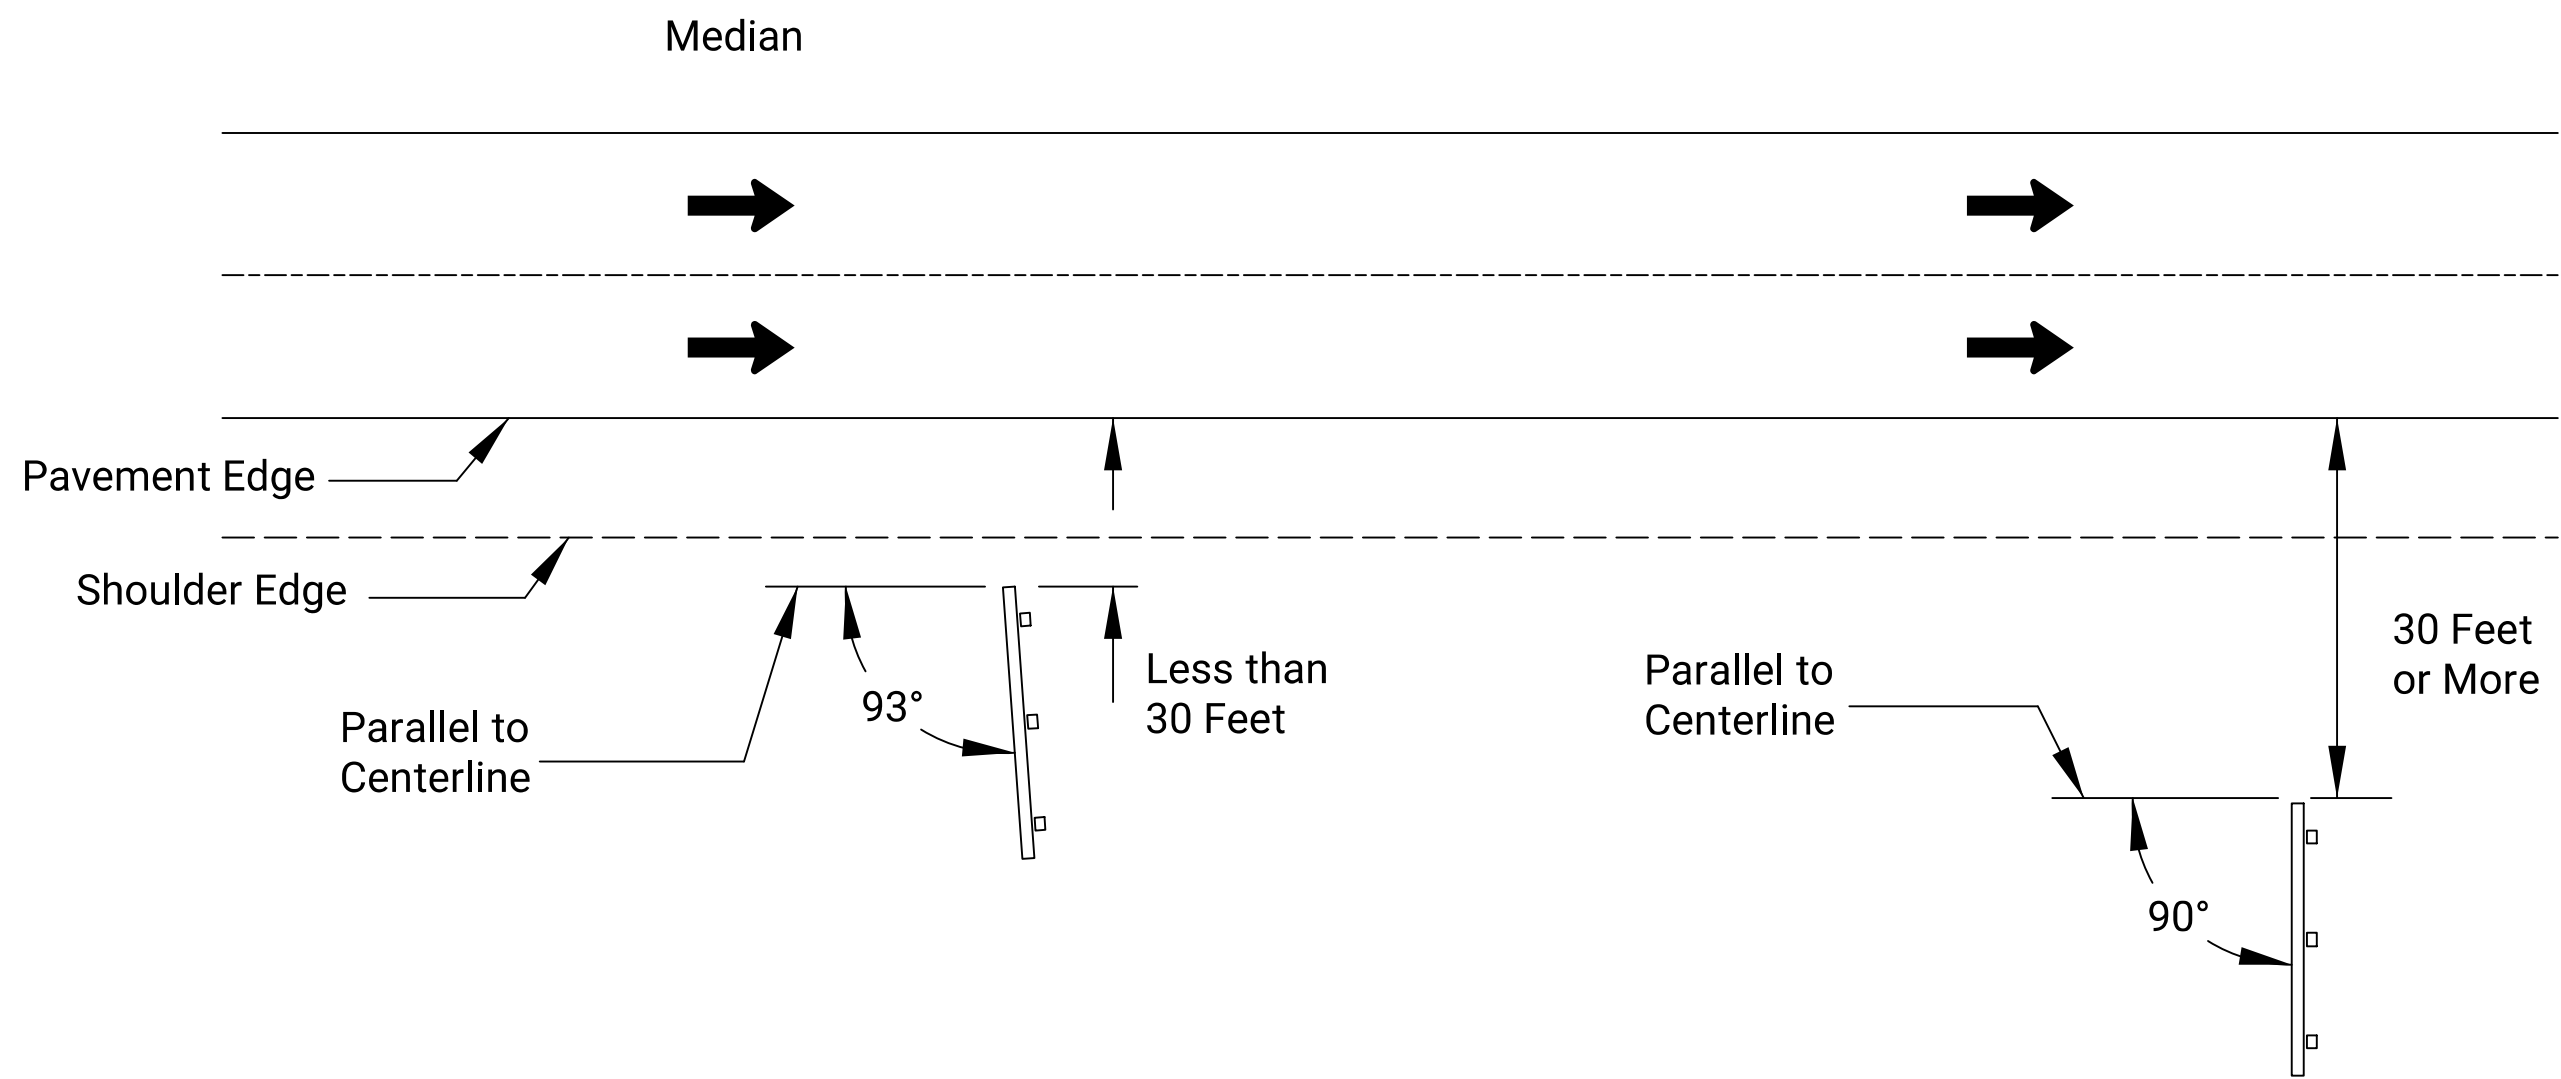 Median
Pavement Edge
Shoulder Edge
Parallel to
Centerline
93°
Less than
30 Feet
Parallel to
Centerline
90°
30 Feet
or More